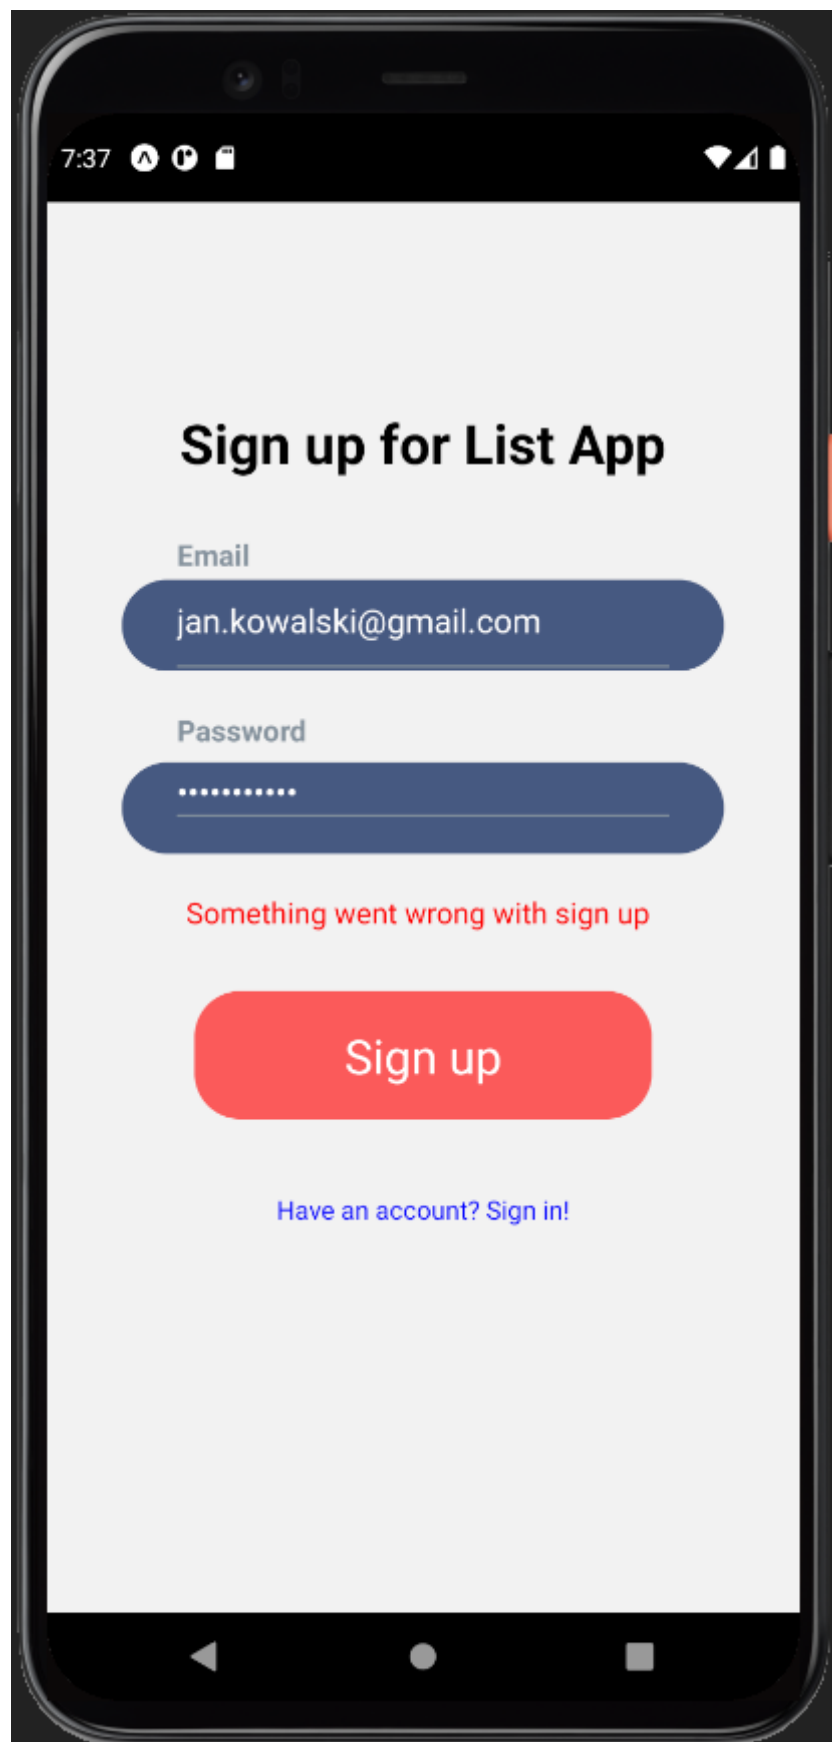 7:37
Sign up for List App
Email
jan.kowalski@gmail.com
Password
•••••••••••
Something went wrong with sign up
Sign up
Have an account? Sign in!